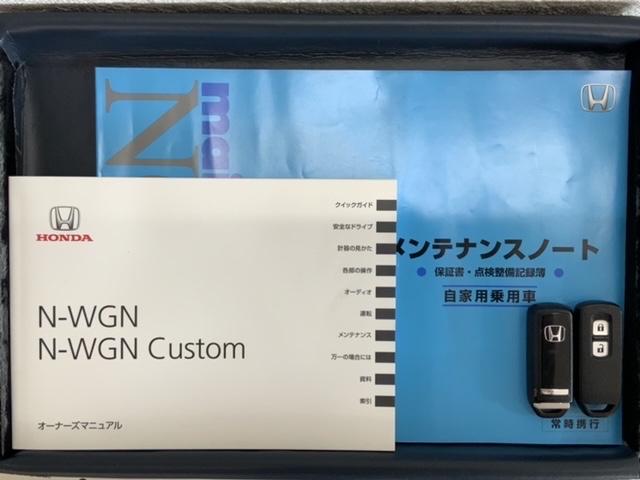 HONDA
N-WGN
N-WGN Custom
オーナーズマニュアル
クイックガイド
安全なドライブ
計器の見かた
各部の操作
オーディオ
運転
メンテナンス
万一の場合には
資料
索引
mai
N
メンテナンスノート
保証書・点検整備記録簿
自家用乗用車
常時携行